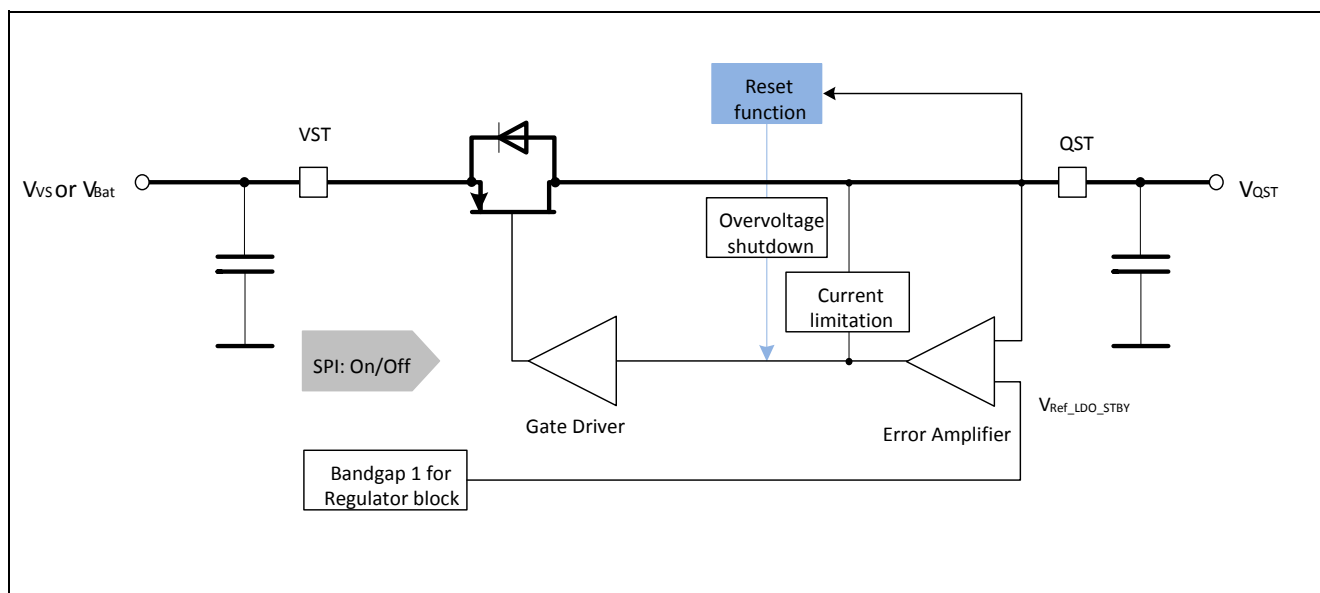 Reset
function
VST
QST
VVS or VBat
VQST
Overvoltage
shutdown
Current
limitation
SPI: On/Off
VRef_LDO_STBY
Gate Driver
Error Amplifier
Bandgap 1 for
Regulator block